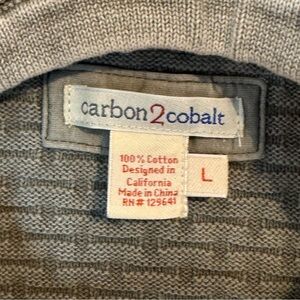 carbon2cobalt
100% Cotton
Designed in
California
Made in China
RN# 129641
L